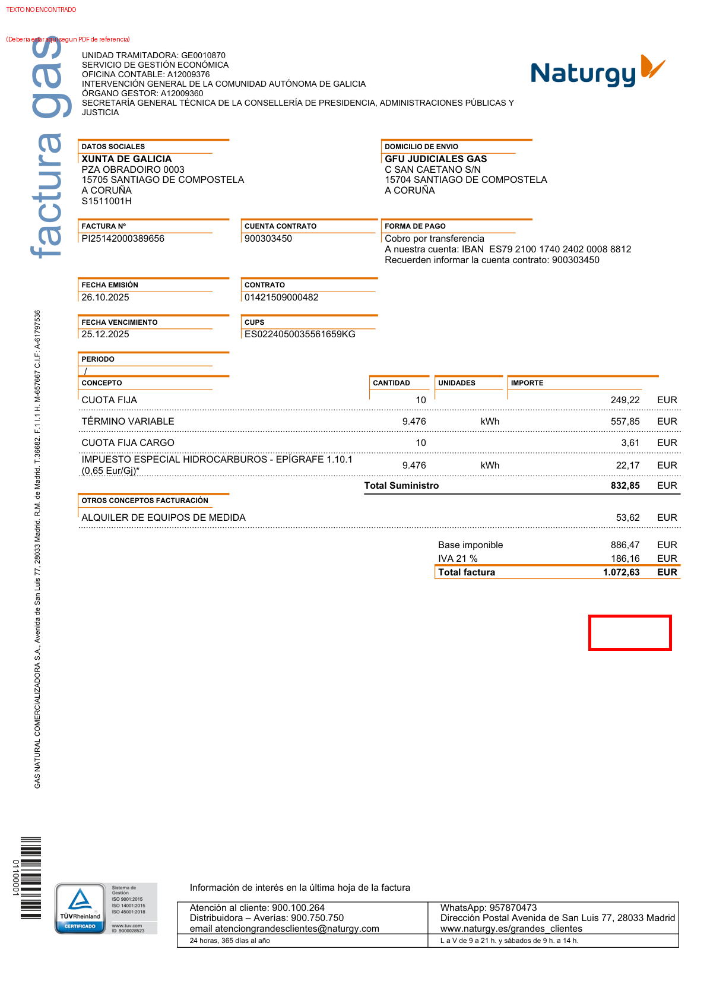 TEXTO NO ENCONTRADO
(Deberia estar aqui segun PDF de referencia)
factura gas
UNIDAD TRAMITADORA: GE0010870
SERVICIO DE GESTIÓN ECONÓMICA
OFICINA CONTABLE: A12009376
INTERVENCIÓN GENERAL DE LA COMUNIDAD AUTÓNOMA DE GALICIA
ÓRGANO GESTOR: A12009360
SECRETARÍA GENERAL TÉCNICA DE LA CONSELLERÍA DE PRESIDENCIA, ADMINISTRACIONES PÚBLICAS Y
JUSTICIA
Naturgy
DATOS SOCIALES
XUNTA DE GALICIA
PZA OBRADOIRO 0003
15705 SANTIAGO DE COMPOSTELA
A CORUÑA
S1511001H
DOMICILIO DE ENVIO
GFU JUDICIALES GAS
C SAN CAETANO S/N
15704 SANTIAGO DE COMPOSTELA
A CORUÑA
FACTURA Nº
PI25142000389656
CUENTA CONTRATO
900303450
FORMA DE PAGO
Cobro por transferencia
A nuestra cuenta: IBAN  ES79 2100 1740 2402 0008 8812
Recuerden informar la cuenta contrato: 900303450
FECHA EMISIÓN
26.10.2025
CONTRATO
01421509000482
FECHA VENCIMIENTO
25.12.2025
CUPS
ES0224050035561659KG
PERIODO
/
CONCEPTO CANTIDAD UNIDADES IMPORTE
CUOTA FIJA 10 249,22 EUR
TÉRMINO VARIABLE 9.476 kWh 557,85 EUR
CUOTA FIJA CARGO 10 3,61 EUR
IMPUESTO ESPECIAL HIDROCARBUROS - EPÍGRAFE 1.10.1
(0,65 Eur/Gj)* 9.476 kWh 22,17 EUR
Total Suministro 832,85 EUR
OTROS CONCEPTOS FACTURACIÓN
ALQUILER DE EQUIPOS DE MEDIDA 53,62 EUR
Base imponible 886,47 EUR
IVA 21 % 186,16 EUR
Total factura 1.072,63 EUR
GAS NATURAL COMERCIALIZADORA S.A., Avenida de San Luis 77, 28033 Madrid. R.M. de Madrid. T.36682. F.1 I.1 H. M-657667 C.I.F: A-61797536
01100001
TÜVRheinland
CERTIFICADO
Sistema de
Gestión
ISO 9001:2015
ISO 14001:2015
ISO 45001:2018
www.tuv.com
ID 9000028523
Información de interés en la última hoja de la factura
Atención al cliente: 900.100.264
Distribuidora – Averías: 900.750.750
email atenciongrandesclientes@naturgy.com
24 horas, 365 días al año
WhatsApp: 957870473
Dirección Postal Avenida de San Luis 77, 28033 Madrid
www.naturgy.es/grandes_clientes
L a V de 9 a 21 h. y sábados de 9 h. a 14 h.